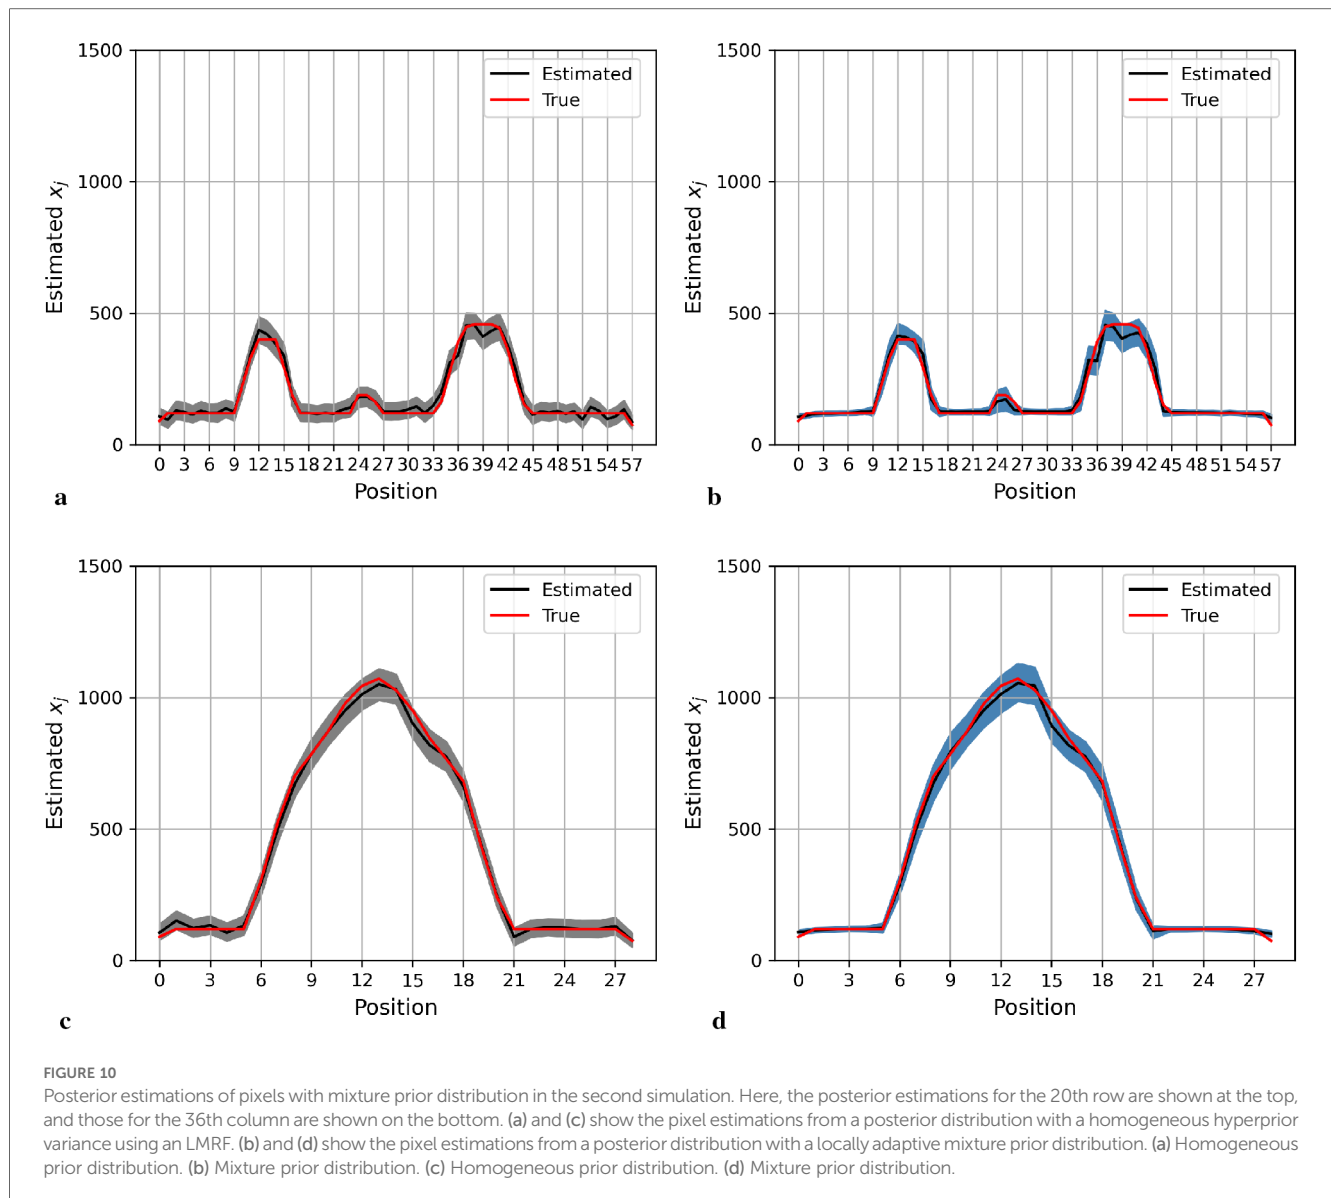 1500
1000
500
0
Estimated xj
Estimated
True
0 3 6 9 12 15 18 21 24 27 30 33 36 39 42 45 48 51 54 57
Position
a
1500
1000
500
0
Estimated xj
Estimated
True
0 3 6 9 12 15 18 21 24 27 30 33 36 39 42 45 48 51 54 57
Position
b
1500
1000
500
0
Estimated xj
Estimated
True
0 3 6 9 12 15 18 21 24 27
Position
c
1500
1000
500
0
Estimated xj
Estimated
True
0 3 6 9 12 15 18 21 24 27
Position
d
FIGURE 10
Posterior estimations of pixels with mixture prior distribution in the second simulation. Here, the posterior estimations for the 20th row are shown at the top,
and those for the 36th column are shown on the bottom. (a) and (c) show the pixel estimations from a posterior distribution with a homogeneous hyperprior
variance using an LMRF. (b) and (d) show the pixel estimations from a posterior distribution with a locally adaptive mixture prior distribution. (a) Homogeneous
prior distribution. (b) Mixture prior distribution. (c) Homogeneous prior distribution. (d) Mixture prior distribution.